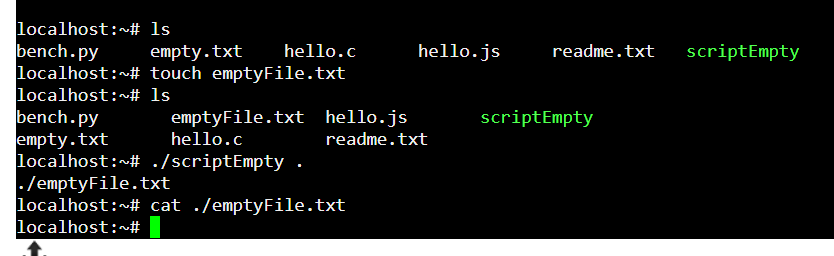 localhost:~# ls
bench.py empty.txt hello.c hello.js readme.txt scriptEmpty
localhost:~# touch emptyFile.txt
localhost:~# ls
bench.py emptyFile.txt hello.js scriptEmpty
empty.txt hello.c readme.txt
localhost:~# ./scriptEmpty .
./emptyFile.txt
localhost:~# cat ./emptyFile.txt
localhost:~#